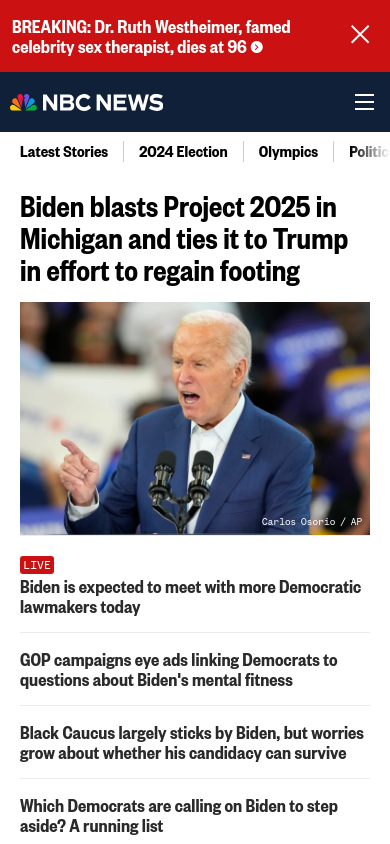 BREAKING: Dr. Ruth Westheimer, famed
celebrity sex therapist, dies at 96
NBC NEWS
Latest Stories
2024 Election
Olympics
Politic
Biden blasts Project 2025 in
Michigan and ties it to Trump
in effort to regain footing
Carlos Osorio / AP
LIVE
Biden is expected to meet with more Democratic
lawmakers today
GOP campaigns eye ads linking Democrats to
questions about Biden's mental fitness
Black Caucus largely sticks by Biden, but worries
grow about whether his candidacy can survive
Which Democrats are calling on Biden to step
aside? A running list